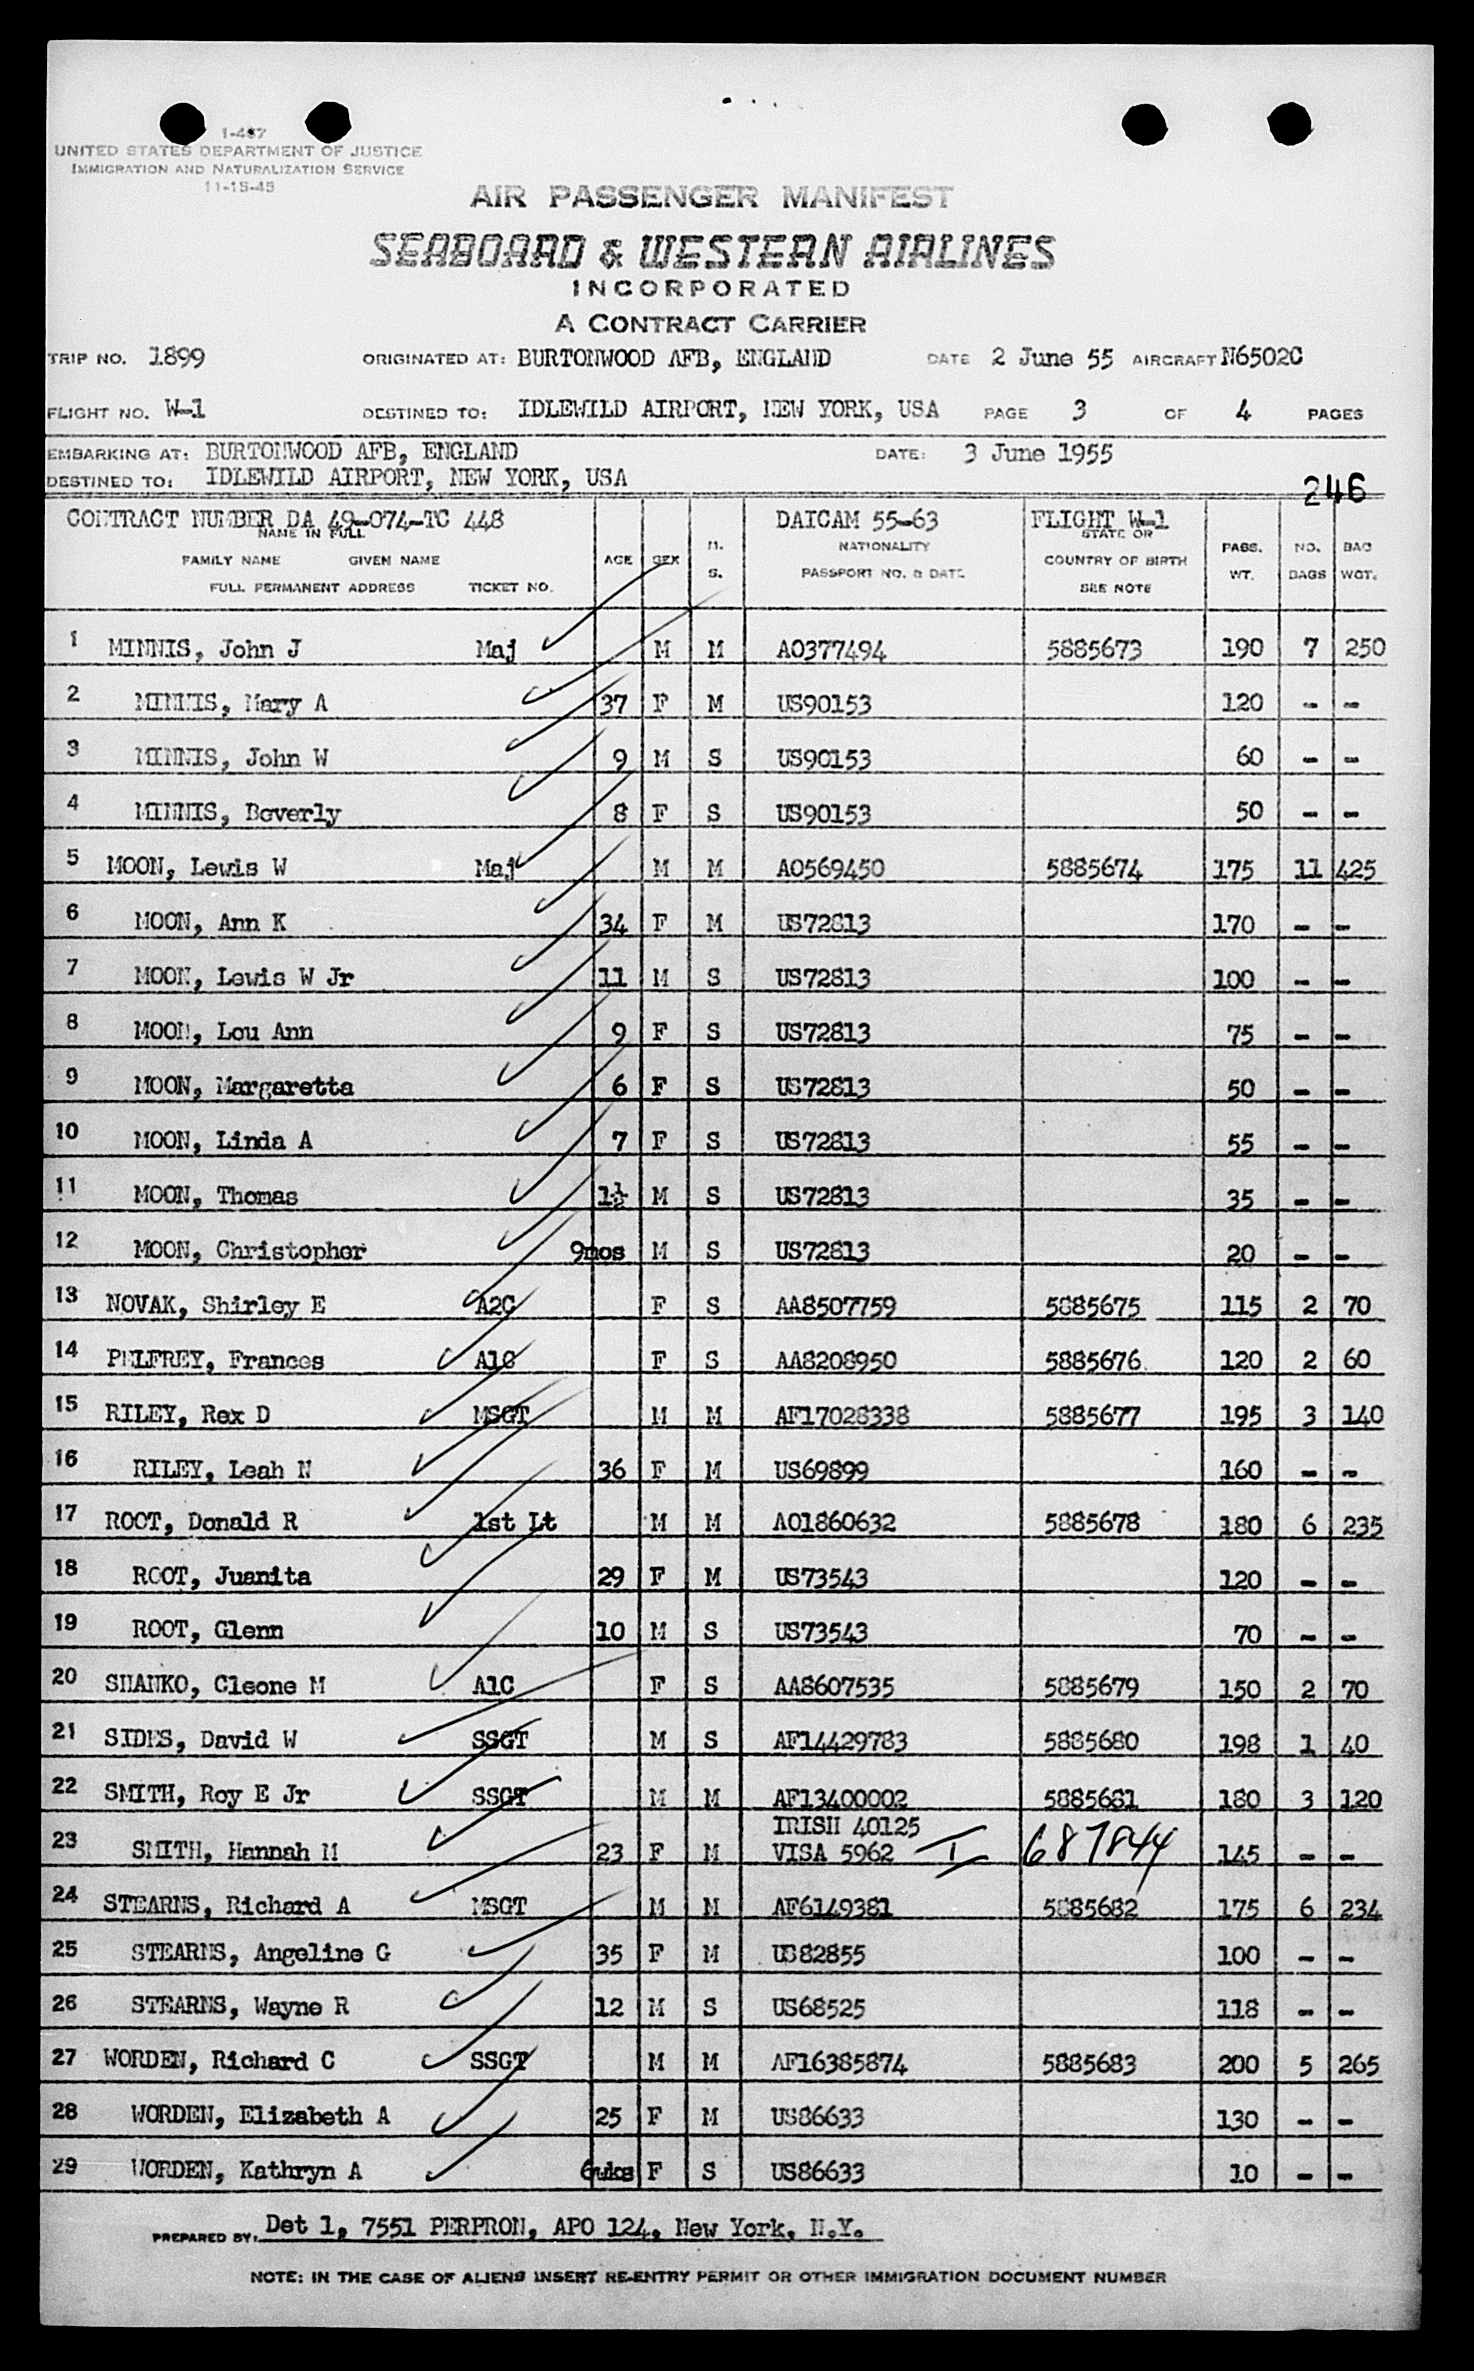 1-467
UNITED STATES DEPARTMENT OF JUSTICE
IMMIGRATION AND NATURALIZATION SERVICE
11-15-45
AIR PASSENGER MANIFEST
SEABOARD & WESTERN AIRLINES
INCORPORATED
A CONTRACT CARRIER
TRIP NO. 1899 ORIGINATED AT: BURTONWOOD AFB, ENGLAND DATE 2 June 55 AIRCRAFT N6502C
FLIGHT NO. W-1 DESTINED TO: IDLEWILD AIRPORT, NEW YORK, USA PAGE 3 OF 4 PAGES
EMBARKING AT: BURTONWOOD AFB, ENGLAND DATE: 3 June 1955
DESTINED TO: IDLEWILD AIRPORT, NEW YORK, USA 246
CONTRACT NUMBER DA 49-074-TC 448 DAICAM 55-63 FLIGHT W-1
NAME IN FULL NATIONALITY STATE OR
FAMILY NAME GIVEN NAME AGE SEX M. PASSPORT NO. & DATE COUNTRY OF BIRTH PASS. NO. BAG
FULL PERMANENT ADDRESS TICKET NO. S. SEE NOTE WT. BAGS WGT.
1 MINNIS, John J Maj M M AO377494 5885673 190 7 250
2 MINNIS, Mary A 37 F M US90153 120 - -
3 MINNIS, John W 9 M S US90153 60 - -
4 MINNIS, Beverly 8 F S US90153 50 - -
5 MOON, Lewis W Maj M M AO569450 5885674 175 11 425
6 MOON, Ann K 34 F M US72813 170 - -
7 MOON, Lewis W Jr 11 M S US72813 100 - -
8 MOON, Lou Ann 9 F S US72813 75 - -
9 MOON, Margaretta 6 F S US72813 50 - -
10 MOON, Linda A 7 F S US72813 55 - -
11 MOON, Thomas 1½ M S US72813 35 - -
12 MOON, Christopher 9mos M S US72813 20 - -
13 NOVAK, Shirley E A2C F S AA8507759 5885675 115 2 70
14 PELFREY, Frances A1C F S AA8208950 5885676 120 2 60
15 RILEY, Rex D MSGT M M AF17028338 5885677 195 3 140
16 RILEY, Leah N 36 F M US69899 160 - -
17 ROOT, Donald R 1st Lt M M AO1860632 5885678 180 6 235
18 ROOT, Juanita 29 F M US73543 120 - -
19 ROOT, Glenn 10 M S US73543 70 - -
20 SHANKO, Cleone M A1C F S AA8607535 5885679 150 2 70
21 SIDES, David W SSGT M S AF14429783 5885680 198 1 40
22 SMITH, Roy E Jr SSGT M M AF13400002 5885681 180 3 120
IRISH 40125
23 SMITH, Hannah M 23 F M VISA 5962 I 687844 145 - -
24 STEARNS, Richard A MSGT M M AF6149381 5885682 175 6 234
25 STEARNS, Angeline G 35 F M US82855 100 - -
26 STEARNS, Wayne R 12 M S US68525 118 - -
27 WORDEN, Richard C SSGT M M AF16385874 5885683 200 5 265
28 WORDEN, Elizabeth A 25 F M US86633 130 - -
29 WORDEN, Kathryn A 6wks F S US86633 10 - -
PREPARED BY: Det 1, 7551 PERPRON, APO 124, New York, N.Y.
NOTE: IN THE CASE OF ALIENS INSERT RE-ENTRY PERMIT OR OTHER IMMIGRATION DOCUMENT NUMBER